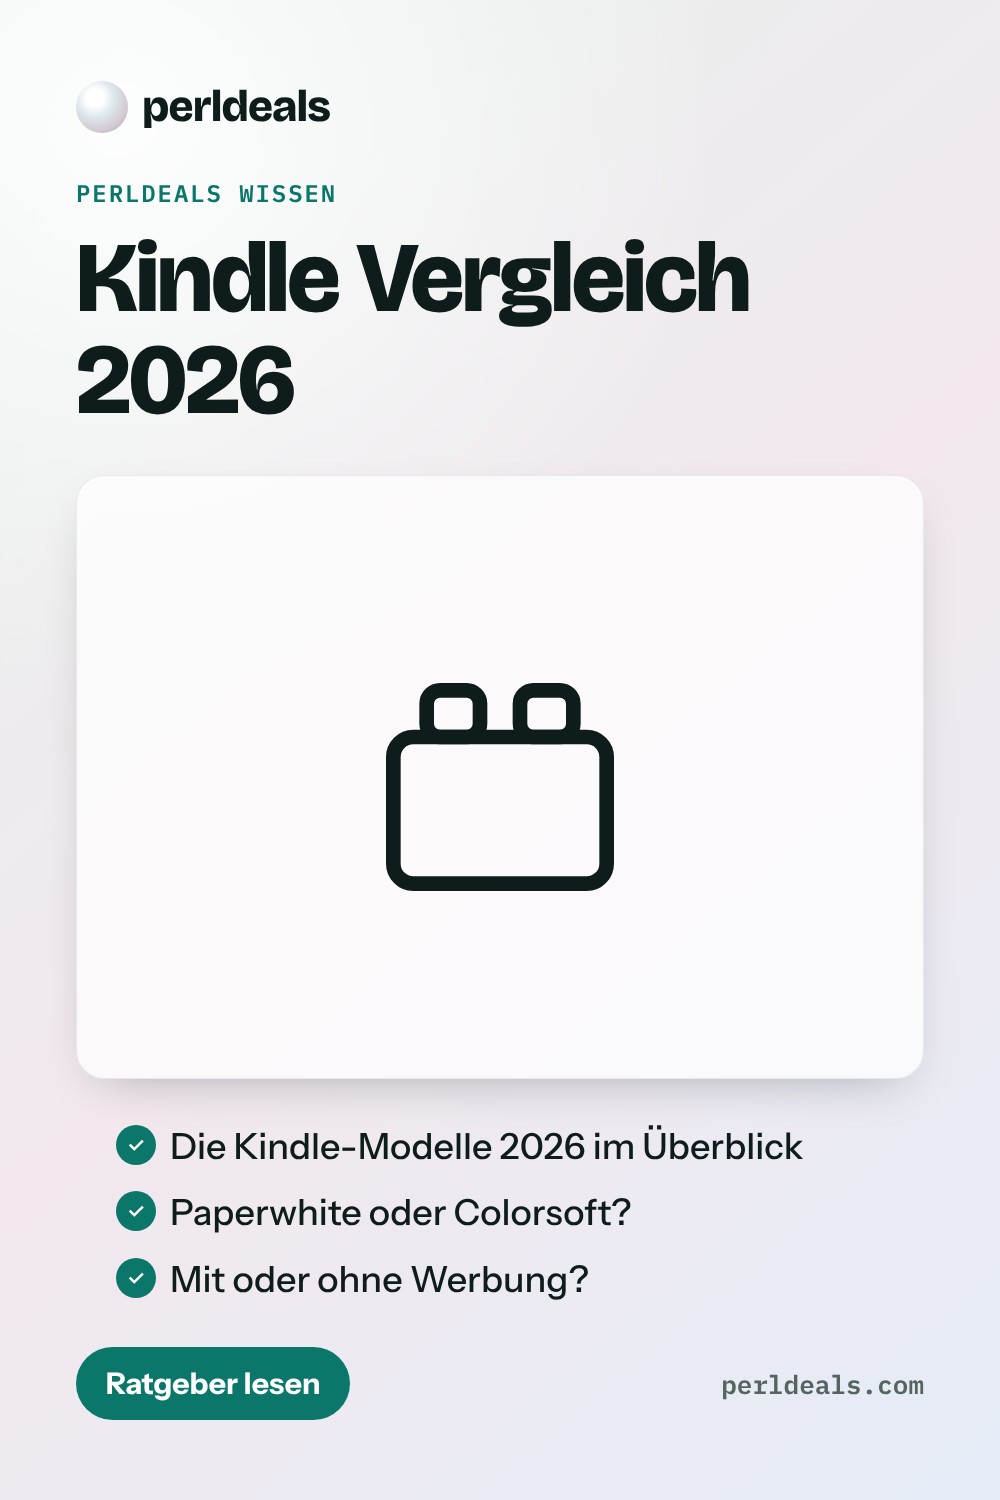 perldeals
PERLDEALS WISSEN
Kindle Vergleich
2026
Die Kindle-Modelle 2026 im Überblick
Paperwhite oder Colorsoft?
Mit oder ohne Werbung?
Ratgeber lesen
perldeals.com